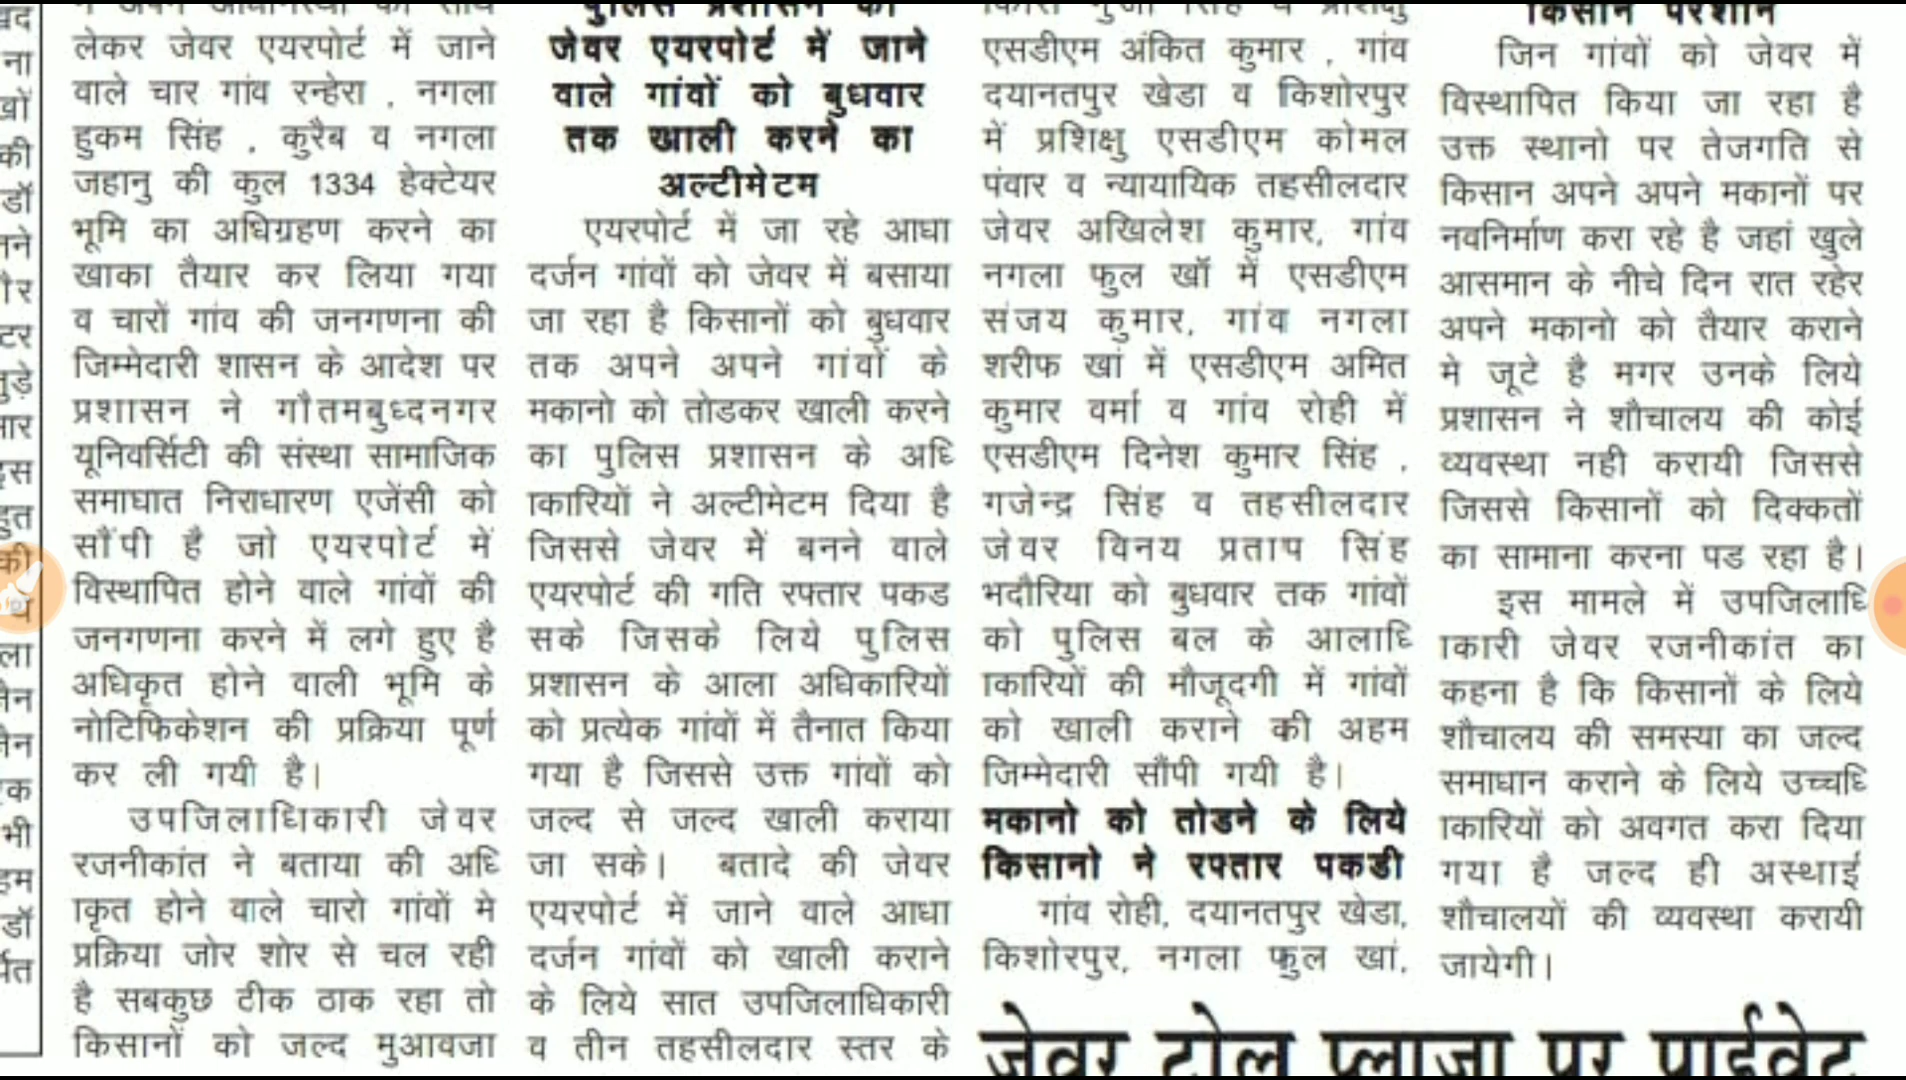 लेकर जेवर एयरपोर्ट में जाने
वाले चार गांव रन्हेरा , नगला
हुकम सिंह , कुरैब व नगला
जहानु की कुल 1334 हेक्टेयर
भूमि का अधिग्रहण करने का
खाका तैयार कर लिया गया
व चारों गांव की जनगणना की
जिम्मेदारी शासन के आदेश पर
प्रशासन ने गौतमबुध्दनगर
यूनिवर्सिटी की संस्था सामाजिक
समाघात निराधारण एजेंसी को
सौंपी है जो एयरपोर्ट में
विस्थापित होने वाले गांवों की
जनगणना करने में लगे हुए है
अधिकृत होने वाली भूमि के
नोटिफिकेशन की प्रक्रिया पूर्ण
कर ली गयी है।
उपजिलाधिकारी जेवर
रजनीकांत ने बताया की अधि
ाकृत होने वाले चारो गांवों मे
प्रक्रिया जोर शोर से चल रही
है सबकुछ टीक ठाक रहा तो
किसानों को जल्द मुआवजा
पुलिस प्रशासन का
जेवर एयरपोर्ट में जाने
वाले गांवों को बुधवार
तक खाली करने का
अल्टीमेटम
एयरपोर्ट में जा रहे आधा
दर्जन गांवों को जेवर में बसाया
जा रहा है किसानों को बुधवार
तक अपने अपने गांवों के
मकानो को तोडकर खाली करने
का पुलिस प्रशासन के अधि
ाकारियों ने अल्टीमेटम दिया है
जिससे जेवर में बनने वाले
एयरपोर्ट की गति रफ्तार पकड
सके जिसके लिये पुलिस
प्रशासन के आला अधिकारियों
को प्रत्येक गांवों में तैनात किया
गया है जिससे उक्त गांवों को
जल्द से जल्द खाली कराया
जा सके। बतादे की जेवर
एयरपोर्ट में जाने वाले आधा
दर्जन गांवों को खाली कराने
के लिये सात उपजिलाधिकारी
व तीन तहसीलदार स्तर के
एसडीएम अंकित कुमार , गांव
दयानतपुर खेडा व किशोरपुर
में प्रशिक्षु एसडीएम कोमल
पंवार व न्यायायिक तहसीलदार
जेवर अखिलेश कुमार, गांव
नगला फुल खॉ में एसडीएम
संजय कुमार, गांव नगला
शरीफ खां में एसडीएम अमित
कुमार वर्मा व गांव रोही में
एसडीएम दिनेश कुमार सिंह ,
गजेन्द्र सिंह व तहसीलदार
जेवर विनय प्रताप सिंह
भदौरिया को बुधवार तक गांवों
को पुलिस बल के आलाधि
ाकारियों की मौजूदगी में गांवों
को खाली कराने की अहम
जिम्मेदारी सौंपी गयी है।
मकानो को तोडने के लिये
किसानो ने रफ्तार पकडी
गांव रोही, दयानतपुर खेडा,
किशोरपुर, नगला फुल खां,
किसान परेशान
जिन गांवों को जेवर में
विस्थापित किया जा रहा है
उक्त स्थानो पर तेजगति से
किसान अपने अपने मकानों पर
नवनिर्माण करा रहे है जहां खुले
आसमान के नीचे दिन रात रहेर
अपने मकानो को तैयार कराने
मे जूटे है मगर उनके लिये
प्रशासन ने शौचालय की कोई
व्यवस्था नही करायी जिससे
जिससे किसानों को दिक्कतों
का सामाना करना पड रहा है।
इस मामले में उपजिलाधि
ाकारी जेवर रजनीकांत का
कहना है कि किसानों के लिये
शौचालय की समस्या का जल्द
समाधान कराने के लिये उच्चधि
ाकारियों को अवगत करा दिया
गया है जल्द ही अस्थाई
शौचालयों की व्यवस्था करायी
जायेगी।
जेवर टोल प्लाजा पर प्राईवेट